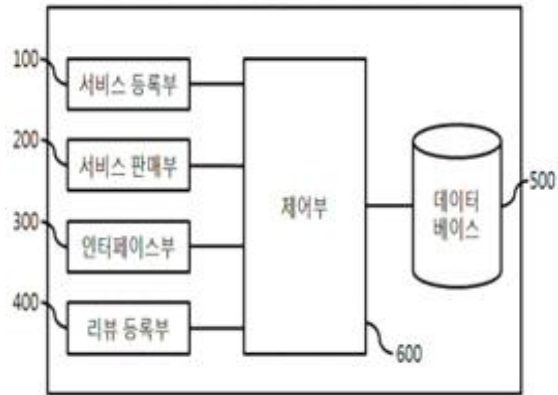 100
서비스 등록부
200
서비스 판매부
300
인터페이스부
400
리뷰 등록부
제어부
600
데이터
베이스
500